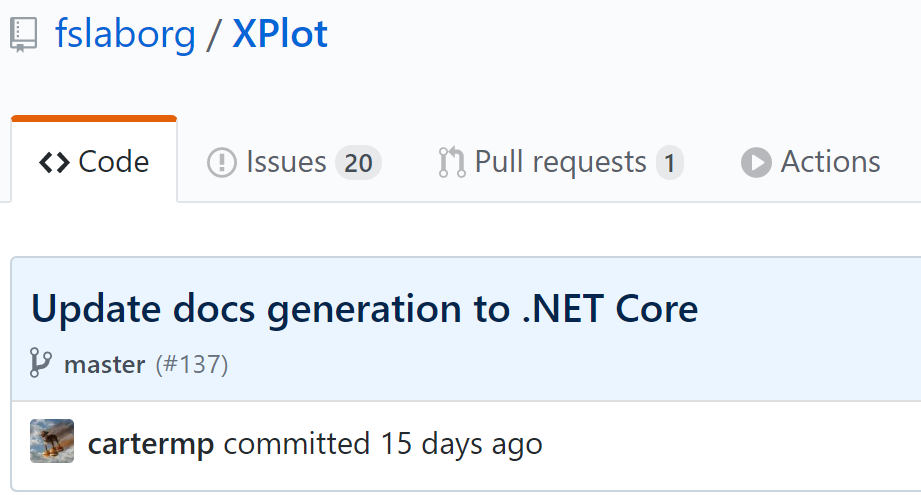 fslaborg / XPlot
Code Issues 20 Pull requests 1 Actions
Update docs generation to .NET Core
master (#137)
cartermp committed 15 days ago